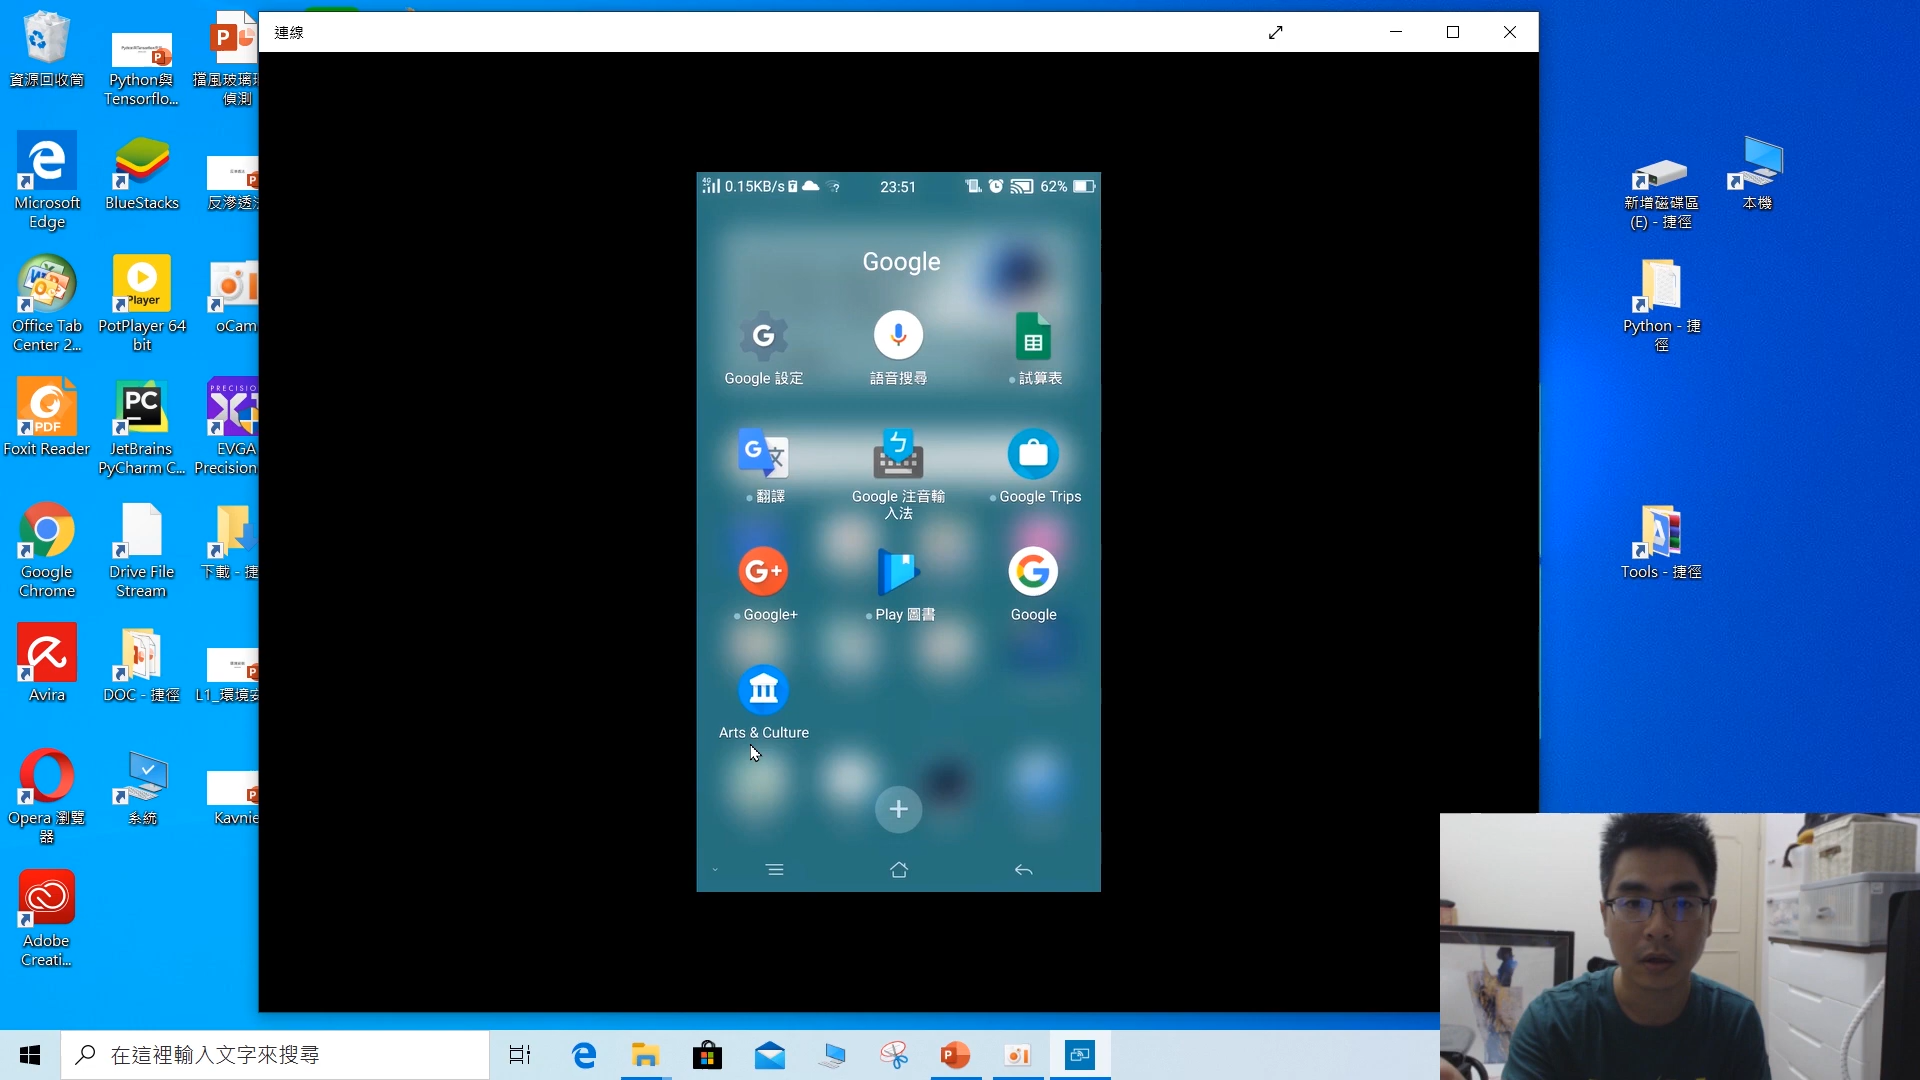 連線
資源回收筒
Python與
Tensorflo...
擋風玻璃
偵測
Microsoft
Edge
BlueStacks
反滲透
Office Tab
Center 2...
PotPlayer 64
bit
oCam
Foxit Reader
JetBrains
PyCharm C...
EVGA
Precision
Google
Chrome
Drive File
Stream
下載 - 捷
Avira
DOC - 捷徑
L1_環境安
Opera 瀏覽
器
系統
Kavnie
Adobe
Creati...
4G
0.15KB/s
23:51
62%
Google
Google 設定
語音搜尋
試算表
翻譯
Google 注音輸
入法
Google Trips
Google+
Play 圖書
Google
Arts & Culture
新增磁碟區
(E) - 捷徑
本機
Python - 捷
徑
Tools - 捷徑
在這裡輸入文字來搜尋